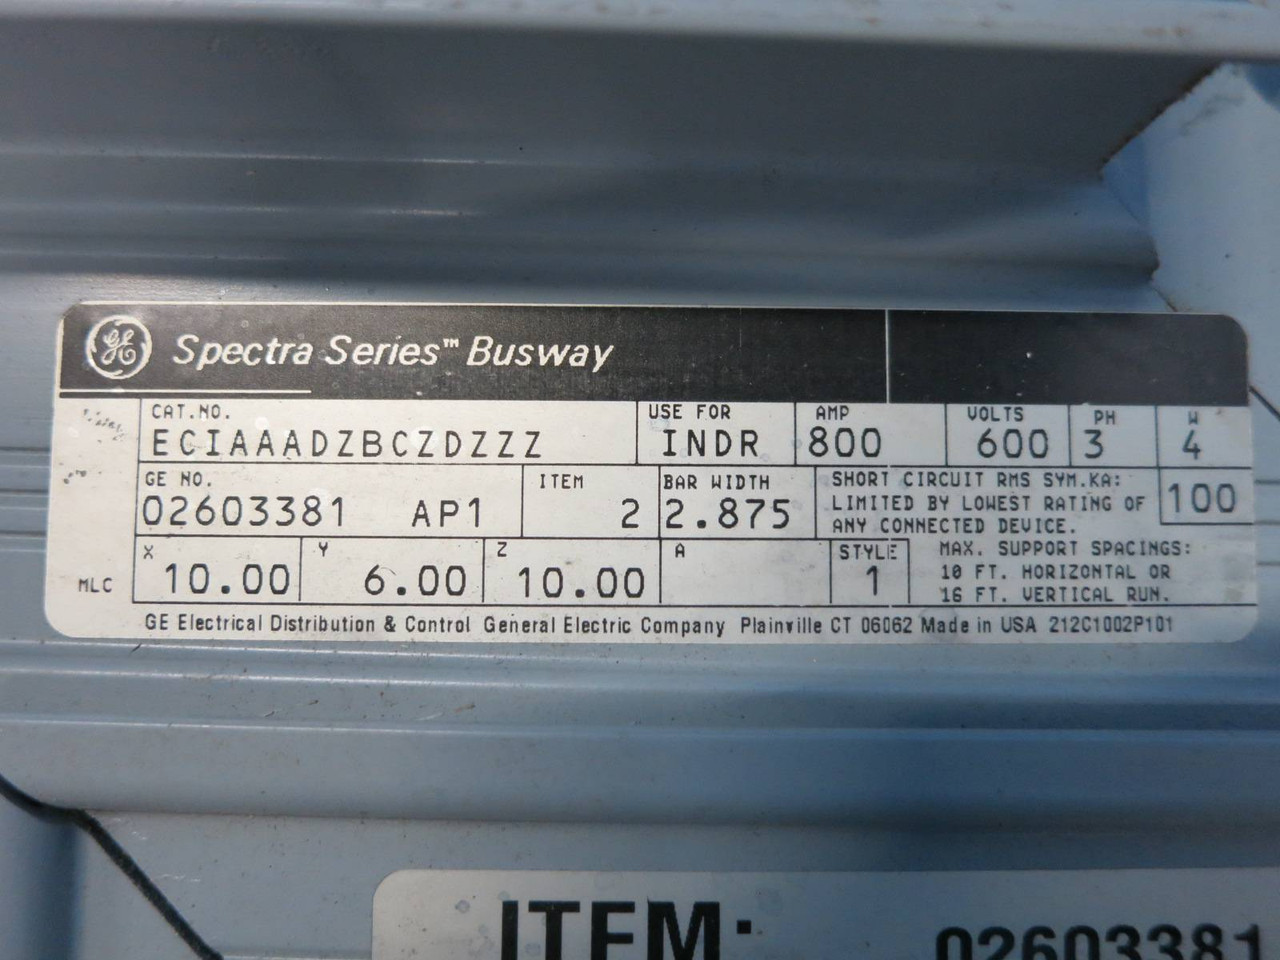 GE Spectra Series™ Busway
CAT.NO. USE FOR AMP VOLTS PH W
ECIAAADZBCZDZZZ INDR 800 600 3 4
GE NO. ITEM BAR WIDTH SHORT CIRCUIT RMS SYM.KA:
02603381 AP1 2 2.875 LIMITED BY LOWEST RATING OF 100
ANY CONNECTED DEVICE.
X Y Z A STYLE MAX. SUPPORT SPACINGS:
MLC 10.00 6.00 10.00 1 10 FT. HORIZONTAL OR
16 FT. VERTICAL RUN.
GE Electrical Distribution & Control General Electric Company Plainville CT 06062 Made in USA 212C1002P101
ITEM: 02603381